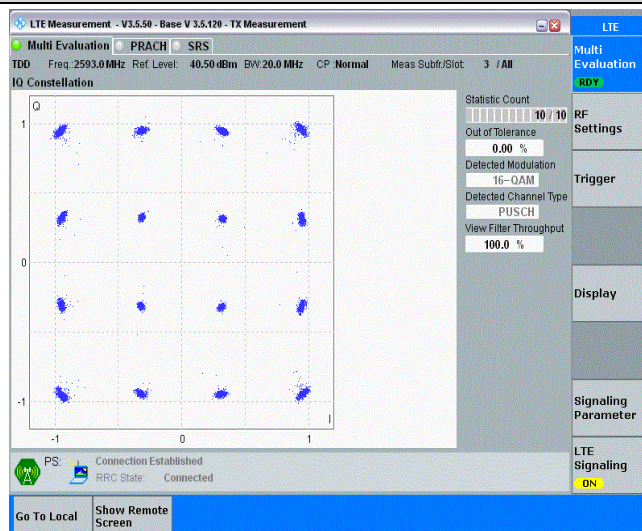 LTE Measurement - V3.5.50 - Base V 3.5.120 - TX Measurement
LTE
Multi Evaluation PRACH SRS
TDD Freq.:2593.0 MHz Ref. Level: 40.50 dBm BW:20.0 MHz CP :Normal Meas Subfr./Slot: 3 / All
IQ Constellation
Q
1
0
-1
-1 0 1
I
Statistic Count
10 / 10
Out of Tolerance
0.00 %
Detected Modulation
16-QAM
Detected Channel Type
PUSCH
View Filter Throughput
100.0 %
Multi
Evaluation
RDY
RF
Settings
Trigger
Display
Signaling
Parameter
LTE
Signaling
ON
PS: Connection Established
RRC State: Connected
Go To Local
Show Remote
Screen